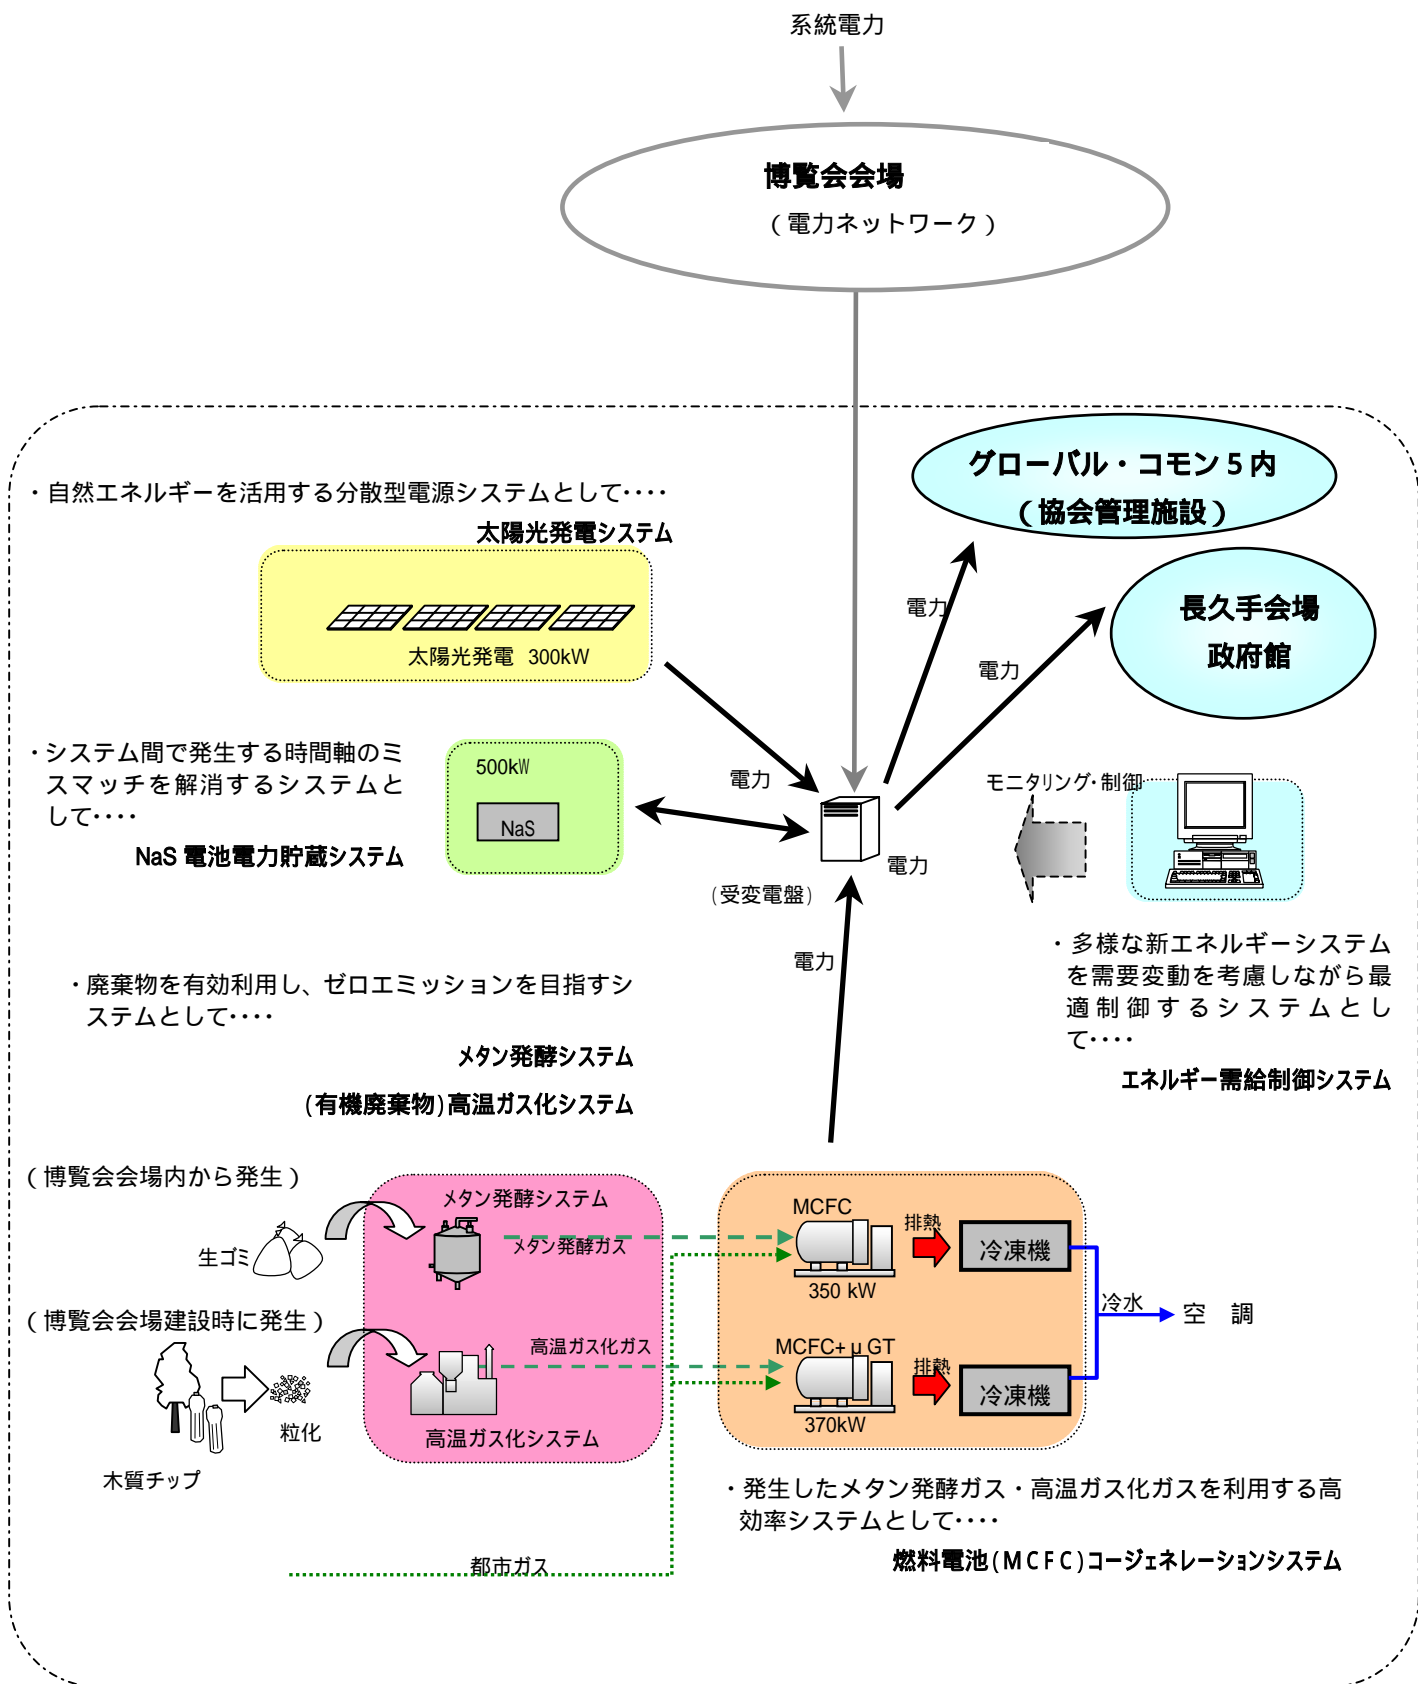 系統電力
博覧会会場
(電力ネットワーク)
グローバル・コモン5内
(協会管理施設)
・自然エネルギーを活用する分散型電源システムとして‥‥
太陽光発電システム
太陽光発電 300kW
電力
長久手会場
政府館
電力
・システム間で発生する時間軸のミ
スマッチを解消するシステムと
して‥‥
NaS 電池電力貯蔵システム
500kW
NaS
電力
モニタリング・制御
電力
(受変電盤)
電力
・廃棄物を有効利用し、ゼロエミッションを目指すシ
ステムとして‥‥
メタン発酵システム
(有機廃棄物)高温ガス化システム
・多様な新エネルギーシステム
を需要変動を考慮しながら最
適制御するシステムとし
て‥‥
エネルギー需給制御システム
(博覧会会場内から発生)
生ゴミ
メタン発酵システム
メタン発酵ガス
MCFC
350 kW
排熱
冷凍機
(博覧会会場建設時に発生)
木質チップ
粒化
高温ガス化ガス
高温ガス化システム
MCFC+μGT
370kW
排熱
冷凍機
冷水
空 調
・発生したメタン発酵ガス・高温ガス化ガスを利用する高
効率システムとして‥‥
燃料電池(MCFC)コージェネレーションシステム
都市ガス